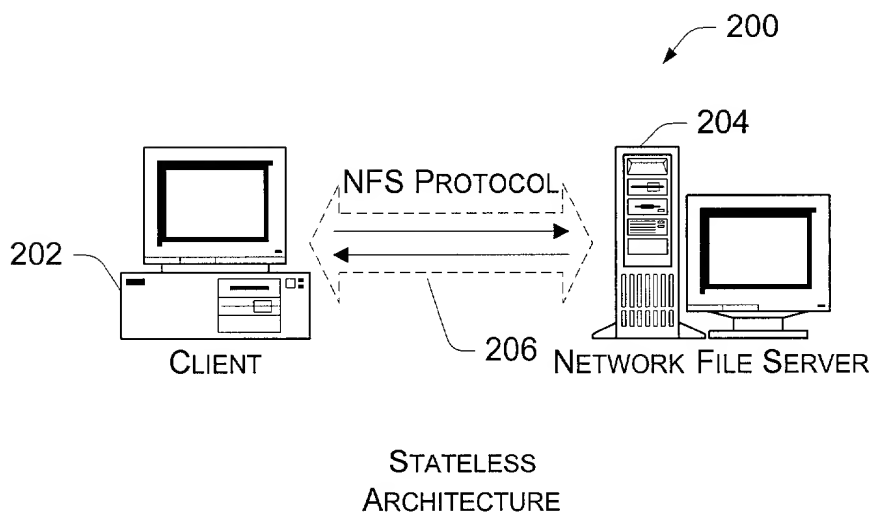 200
204
NFS PROTOCOL
202
206
CLIENT
NETWORK FILE SERVER
STATELESS
ARCHITECTURE